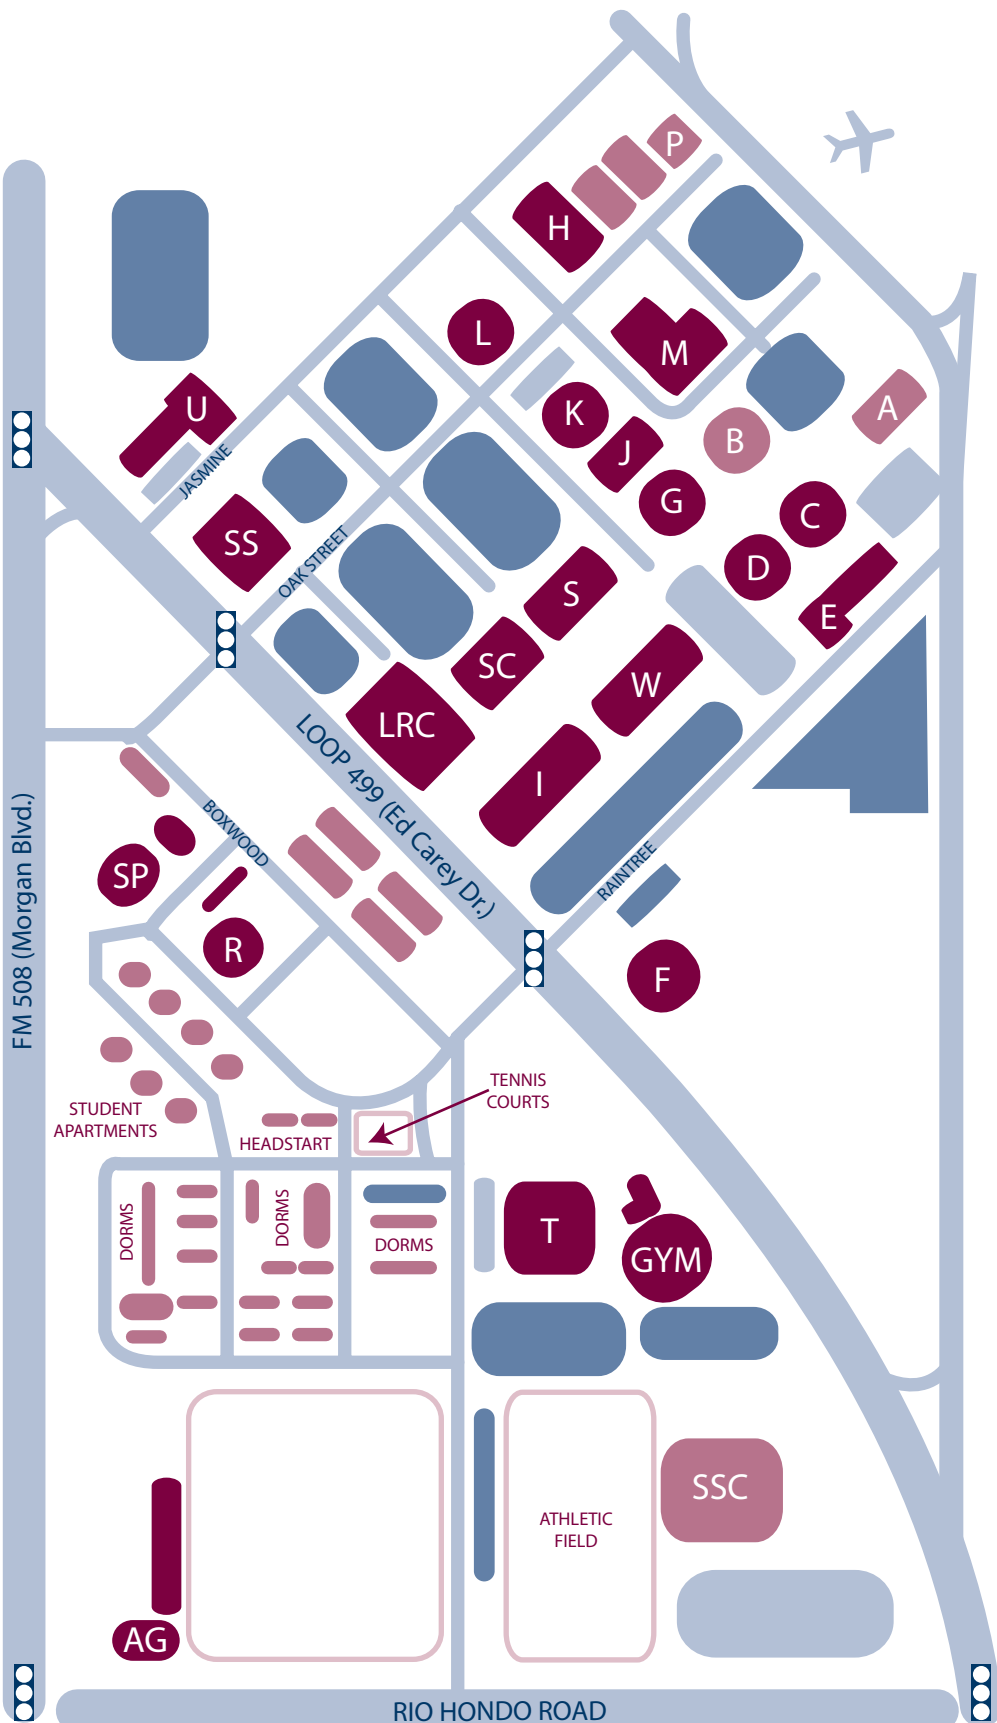 P
H
L
M
U
K
A
B
J
JASMINE
G
C
SS
OAK STREET
D
S
E
SC
W
LRC
LOOP 499 (Ed Carey Dr.)
I
BOXWOOD
SP
RAINTREE
R
FM 508 (Morgan Blvd.)
F
TENNIS
COURTS
STUDENT
APARTMENTS
HEADSTART
DORMS
DORMS
DORMS
T
GYM
SSC
ATHLETIC
FIELD
AG
RIO HONDO ROAD